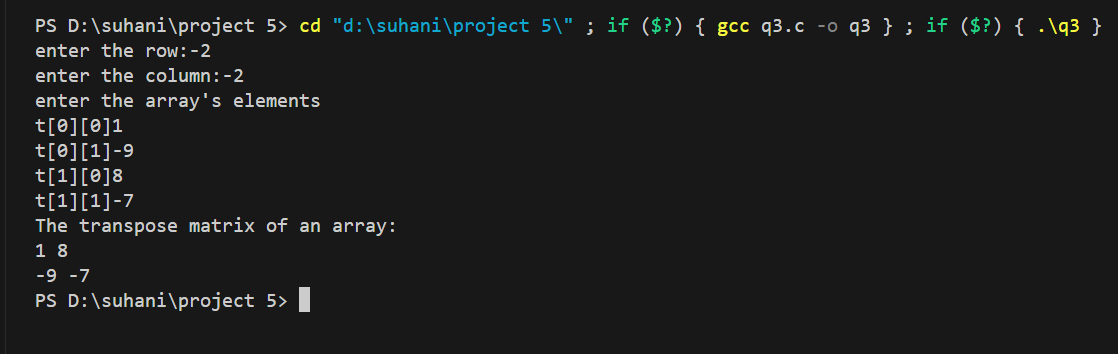 PS D:\suhani\project 5> cd "d:\suhani\project 5\" ; if ($?) { gcc q3.c -o q3 } ; if ($?) { .\q3 }
enter the row:-2
enter the column:-2
enter the array's elements
t[0][0]1
t[0][1]-9
t[1][0]8
t[1][1]-7
The transpose matrix of an array:
1 8
-9 -7
PS D:\suhani\project 5>